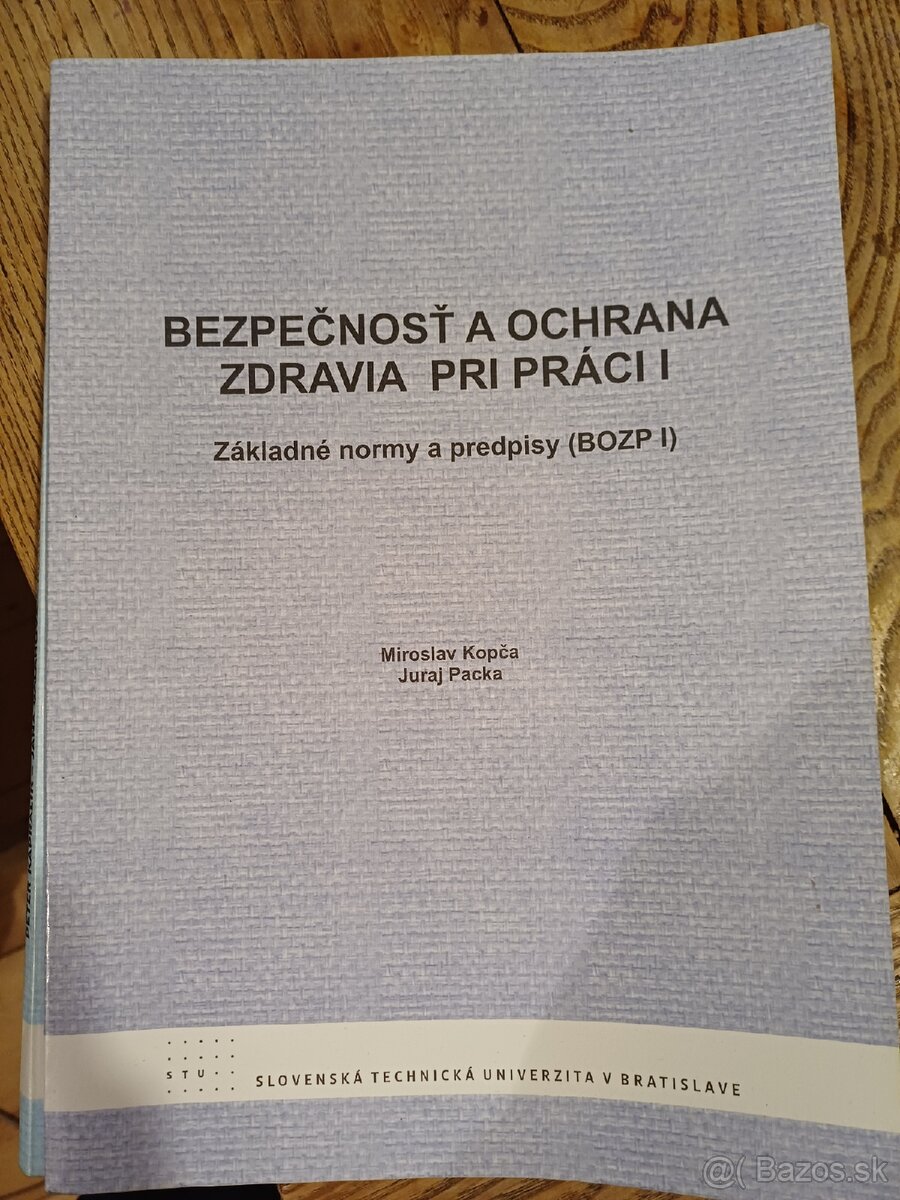 BEZPEČNOSŤ A OCHRANA
ZDRAVIA PRI PRÁCI I
Základné normy a predpisy (BOZP I)
Miroslav Kopča
Juraj Packa
STU
SLOVENSKÁ TECHNICKÁ UNIVERZITA V BRATISLAVE
@( Bazos.sk